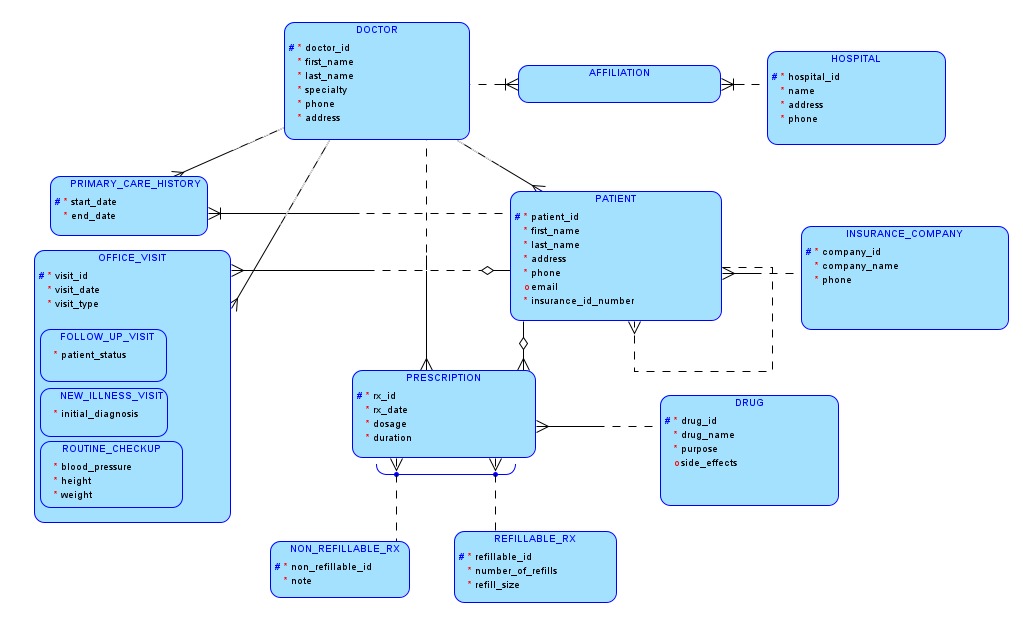 DOCTOR
# * doctor_id
* first_name
* last_name
* specialty
* phone
* address
AFFILIATION
HOSPITAL
# * hospital_id
* name
* address
* phone
PRIMARY_CARE_HISTORY
# * start_date
* end_date
PATIENT
# * patient_id
* first_name
* last_name
* address
* phone
o email
* insurance_id_number
INSURANCE_COMPANY
# * company_id
* company_name
* phone
OFFICE_VISIT
# * visit_id
* visit_date
* visit_type
FOLLOW_UP_VISIT
* patient_status
NEW_ILLNESS_VISIT
* initial_diagnosis
ROUTINE_CHECKUP
* blood_pressure
* height
* weight
PRESCRIPTION
# * rx_id
* rx_date
* dosage
* duration
DRUG
# * drug_id
* drug_name
* purpose
o side_effects
NON_REFILLABLE_RX
# * non_refillable_id
* note
REFILLABLE_RX
# * refillable_id
* number_of_refills
* refill_size